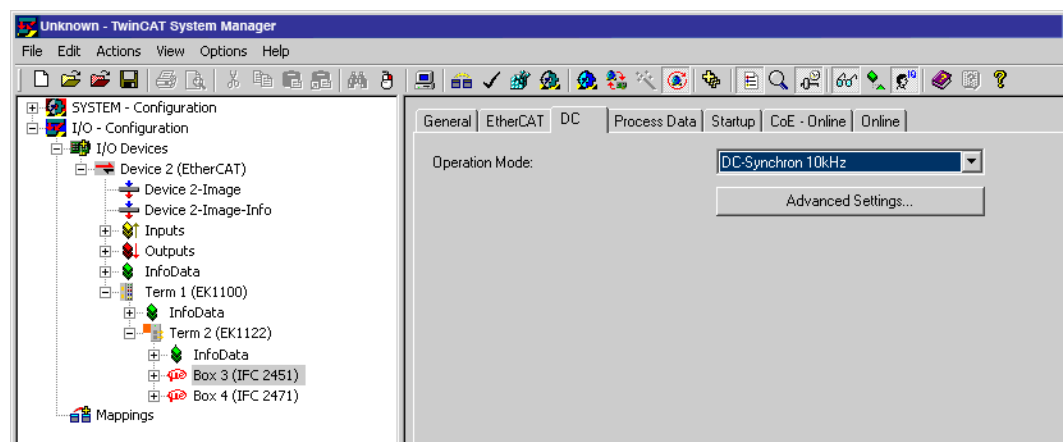 Unknown - TwinCAT System Manager
File Edit Actions View Options Help
SYSTEM - Configuration
I/O - Configuration
I/O Devices
Device 2 (EtherCAT)
Device 2-Image
Device 2-Image-Info
Inputs
Outputs
InfoData
Term 1 (EK1100)
InfoData
Term 2 (EK1122)
InfoData
Box 3 (IFC 2451)
Box 4 (IFC 2471)
Mappings
General EtherCAT DC Process Data Startup CoE - Online Online
Operation Mode: DC-Synchron 10kHz
Advanced Settings...